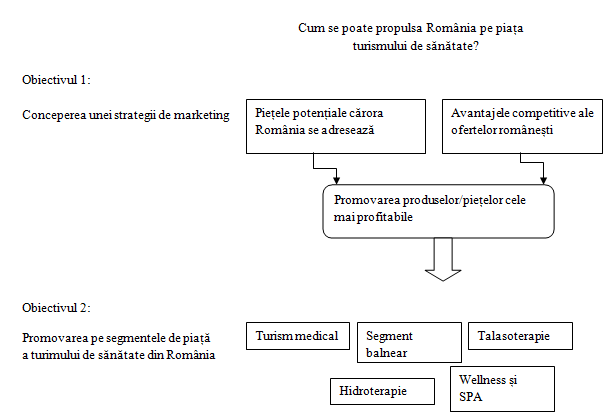 Cum se poate propulsa România pe piața
turismului de sănătate?
Obiectivul 1:
Conceperea unei strategii de marketing
Piețele potențiale cărora
România se adresează
Avantajele competitive ale
ofertelor românești
Promovarea produselor/piețelor cele
mai profitabile
Obiectivul 2:
Promovarea pe segmentele de piață
a turimului de sănătate din România
Turism medical
Segment
balnear
Talasoterapie
Hidroterapie
Wellness și
SPA